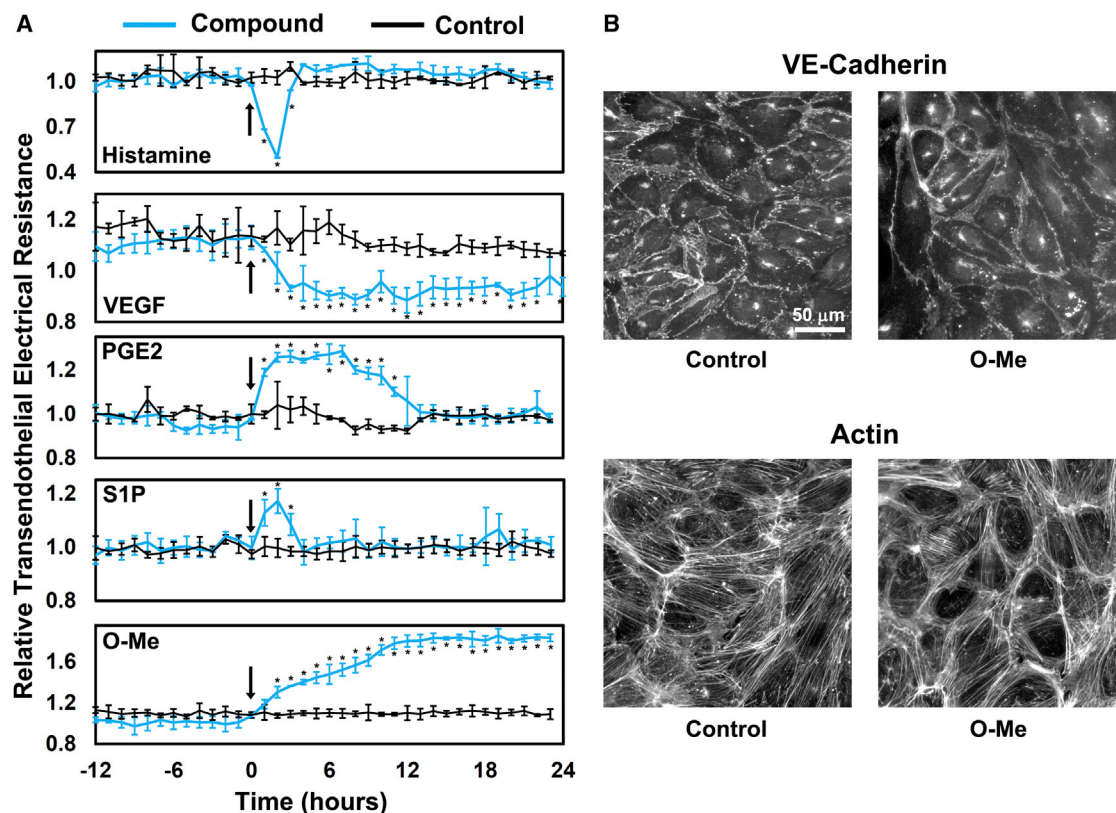 A
Compound
Control
Relative Transendothelial Electrical Resistance
1.0
0.7
0.4
Histamine
1.2
1.0
0.8
VEGF
PGE2
1.2
1.0
0.8
S1P
1.2
1.0
0.8
O-Me
1.6
1.2
0.8
-12
-6
0
6
12
18
24
Time (hours)
B
VE-Cadherin
50 µm
Control
O-Me
Actin
Control
O-Me